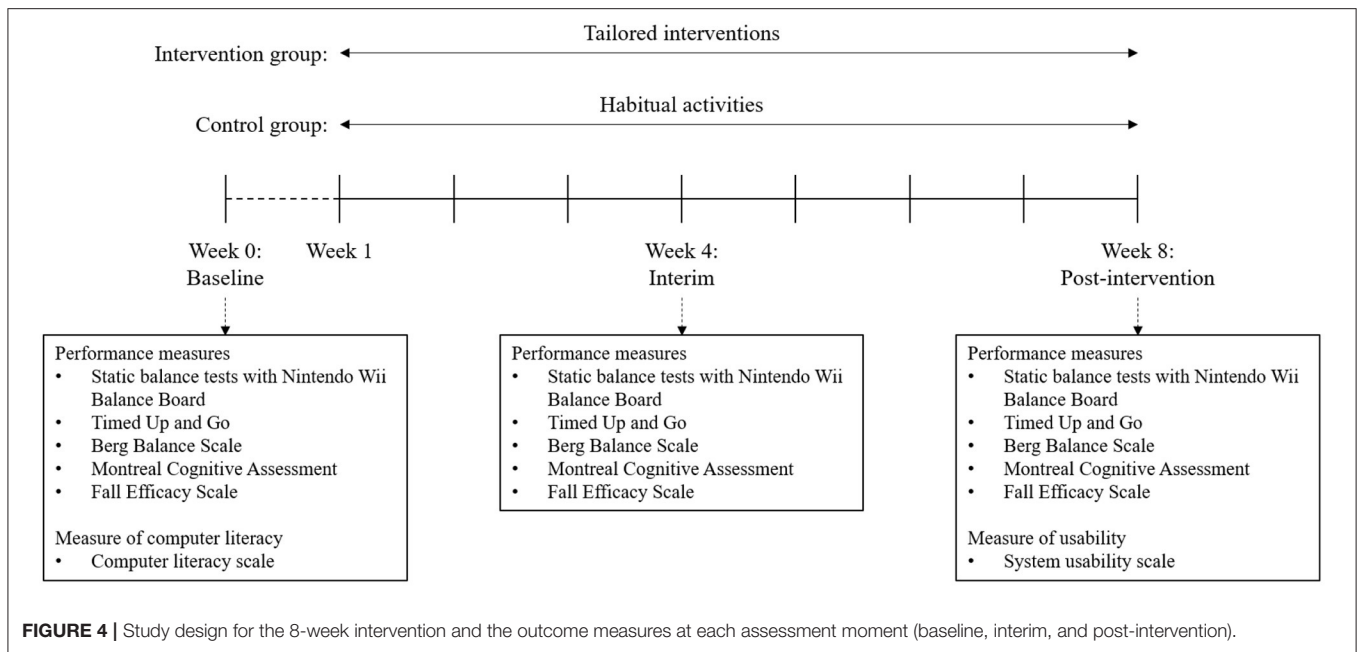 Tailored interventions
Intervention group:
Habitual activities
Control group:
Week 0:
Baseline
Week 1
Week 4:
Interim
Week 8:
Post-intervention
Performance measures
• Static balance tests with Nintendo Wii
Balance Board
• Timed Up and Go
• Berg Balance Scale
• Montreal Cognitive Assessment
• Fall Efficacy Scale
Measure of computer literacy
• Computer literacy scale
Performance measures
• Static balance tests with Nintendo Wii
Balance Board
• Timed Up and Go
• Berg Balance Scale
• Montreal Cognitive Assessment
• Fall Efficacy Scale
Performance measures
• Static balance tests with Nintendo Wii
Balance Board
• Timed Up and Go
• Berg Balance Scale
• Montreal Cognitive Assessment
• Fall Efficacy Scale
Measure of usability
• System usability scale
FIGURE 4 | Study design for the 8-week intervention and the outcome measures at each assessment moment (baseline, interim, and post-intervention).